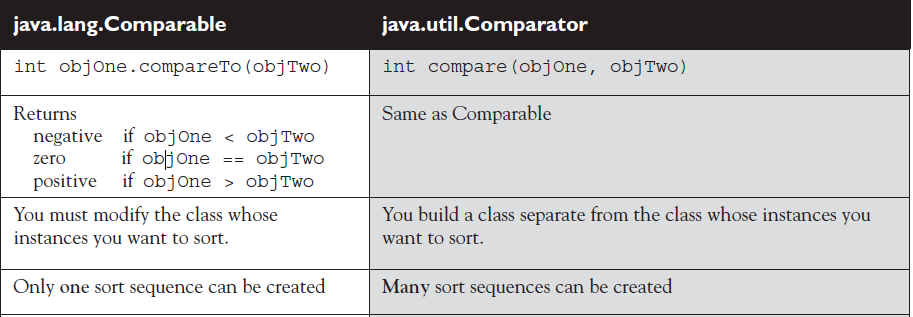 java.lang.Comparable
java.util.Comparator
int objOne.compareTo(objTwo)
int compare(objOne, objTwo)
Returns
negative if objOne < objTwo
zero if objOne == objTwo
positive if objOne > objTwo
Same as Comparable
You must modify the class whose
instances you want to sort.
You build a class separate from the class whose instances you
want to sort.
Only one sort sequence can be created
Many sort sequences can be created